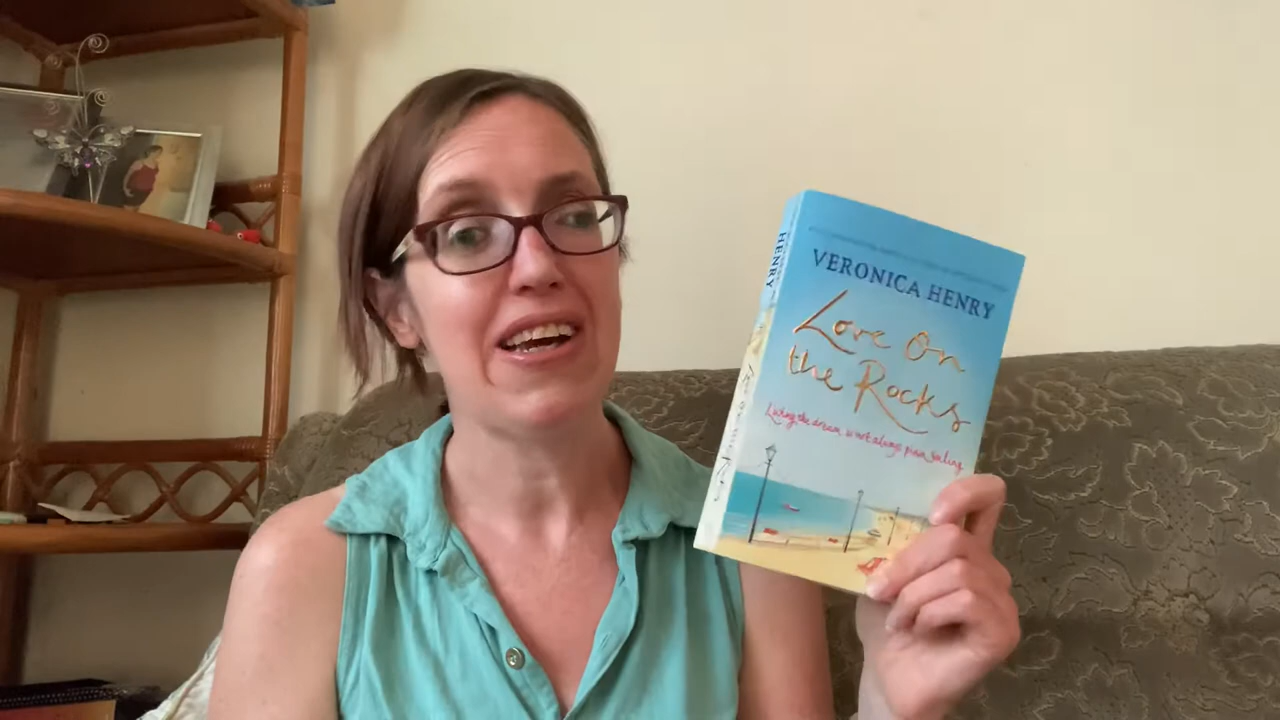 HENRY
VERONICA HENRY
Love On
the Rocks
Living the dream is not always plain sailing